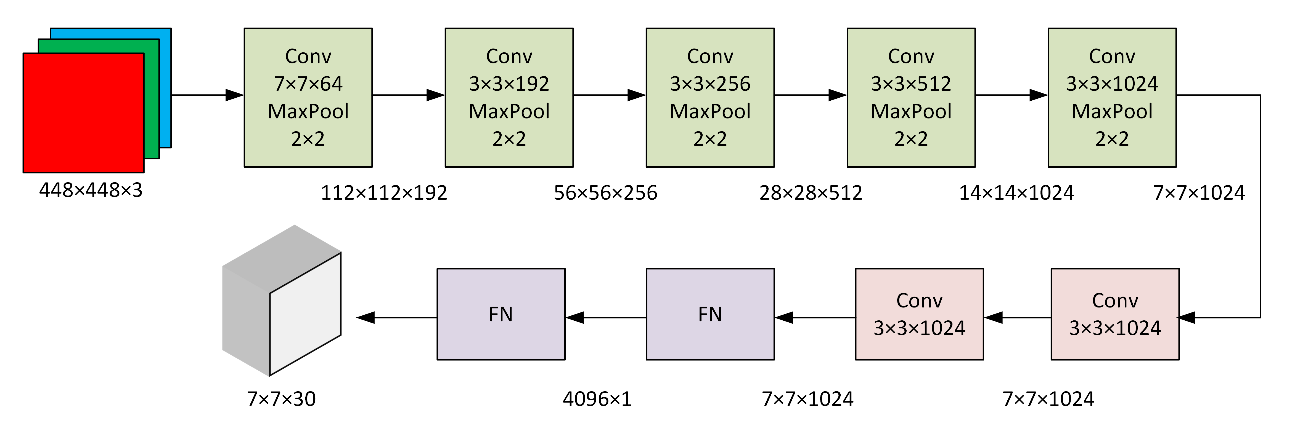 Conv
7×7×64
MaxPool
2×2
Conv
3×3×192
MaxPool
2×2
Conv
3×3×256
MaxPool
2×2
Conv
3×3×512
MaxPool
2×2
Conv
3×3×1024
MaxPool
2×2
448×448×3
112×112×192
56×56×256
28×28×512
14×14×1024
7×7×1024
FN
FN
Conv
3×3×1024
Conv
3×3×1024
7×7×30
4096×1
7×7×1024
7×7×1024